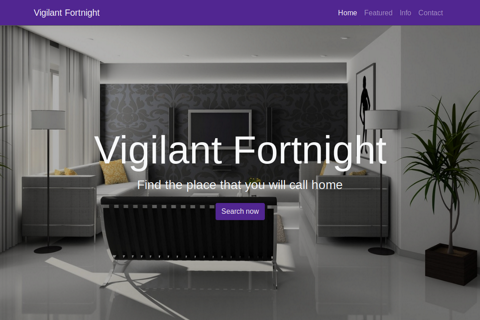 Vigilant Fortnight
Home Featured Info Contact
Vigilant Fortnight
Find the place that you will call home
Search now